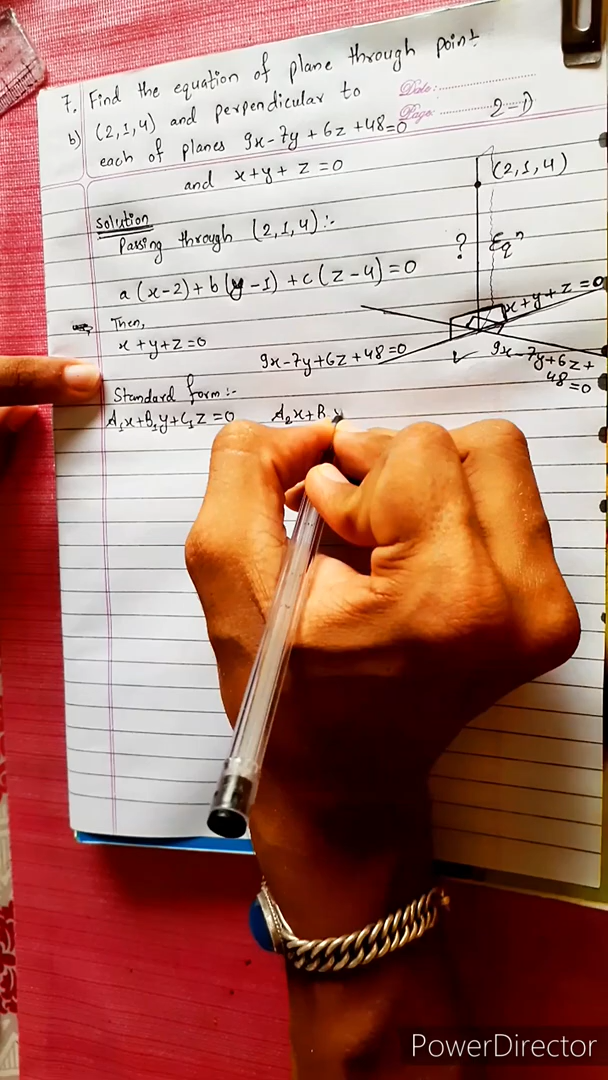 7. Find the equation of plane through point
b) (2,1,4) and perpendicular to
Date:
Page:
each of planes 9x-7y+6z+48=0
and x+y+z=0
(2,1,4)
solution
Passing through (2,1,4):-
? Eqⁿ
a(x-2)+b(y-1)+c(z-4)=0
Then,
x+y+z=0
x+y+z=0
9x-7y+6z+48=0
9x-7y+6z+
48=0
Standard form:-
A₁x+B₁y+C₁z=0 A₂x+B
PowerDirector